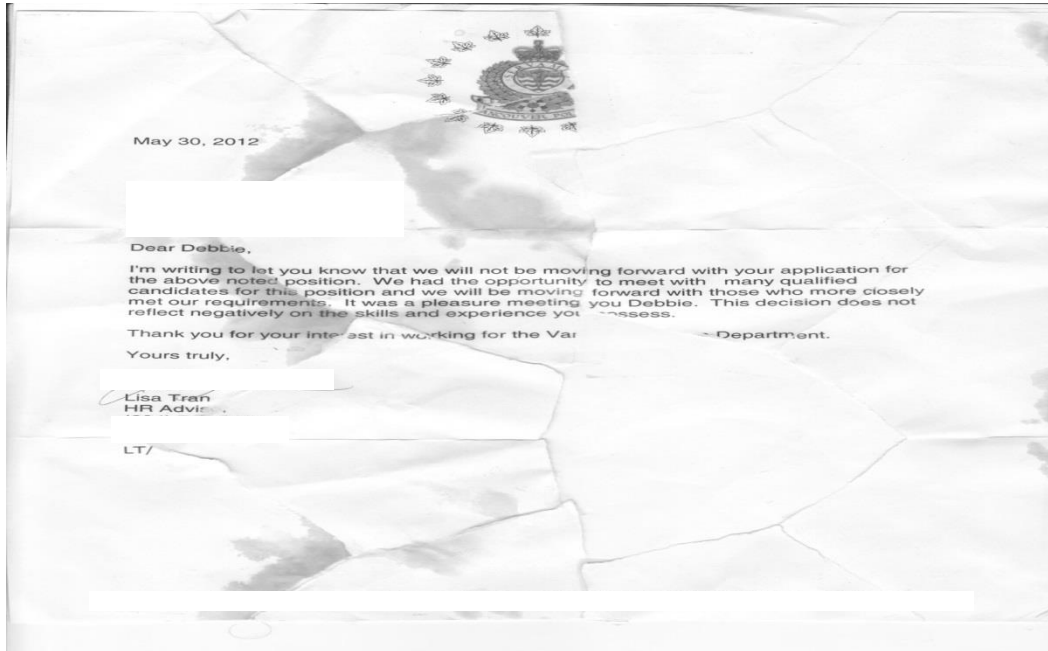 May 30, 2012
Dear Debbie,
I'm writing to let you know that we will not be moving forward with your application for
the above noted position. We had the opportunity to meet with many qualified
candidates for this position and we will be moving forward with those who more closely
met our requirements. It was a pleasure meeting you Debbie. This decision does not
reflect negatively on the skills and experience you possess.
Thank you for your interest in working for the Department.
Yours truly,
Lisa Tran
HR
LT/